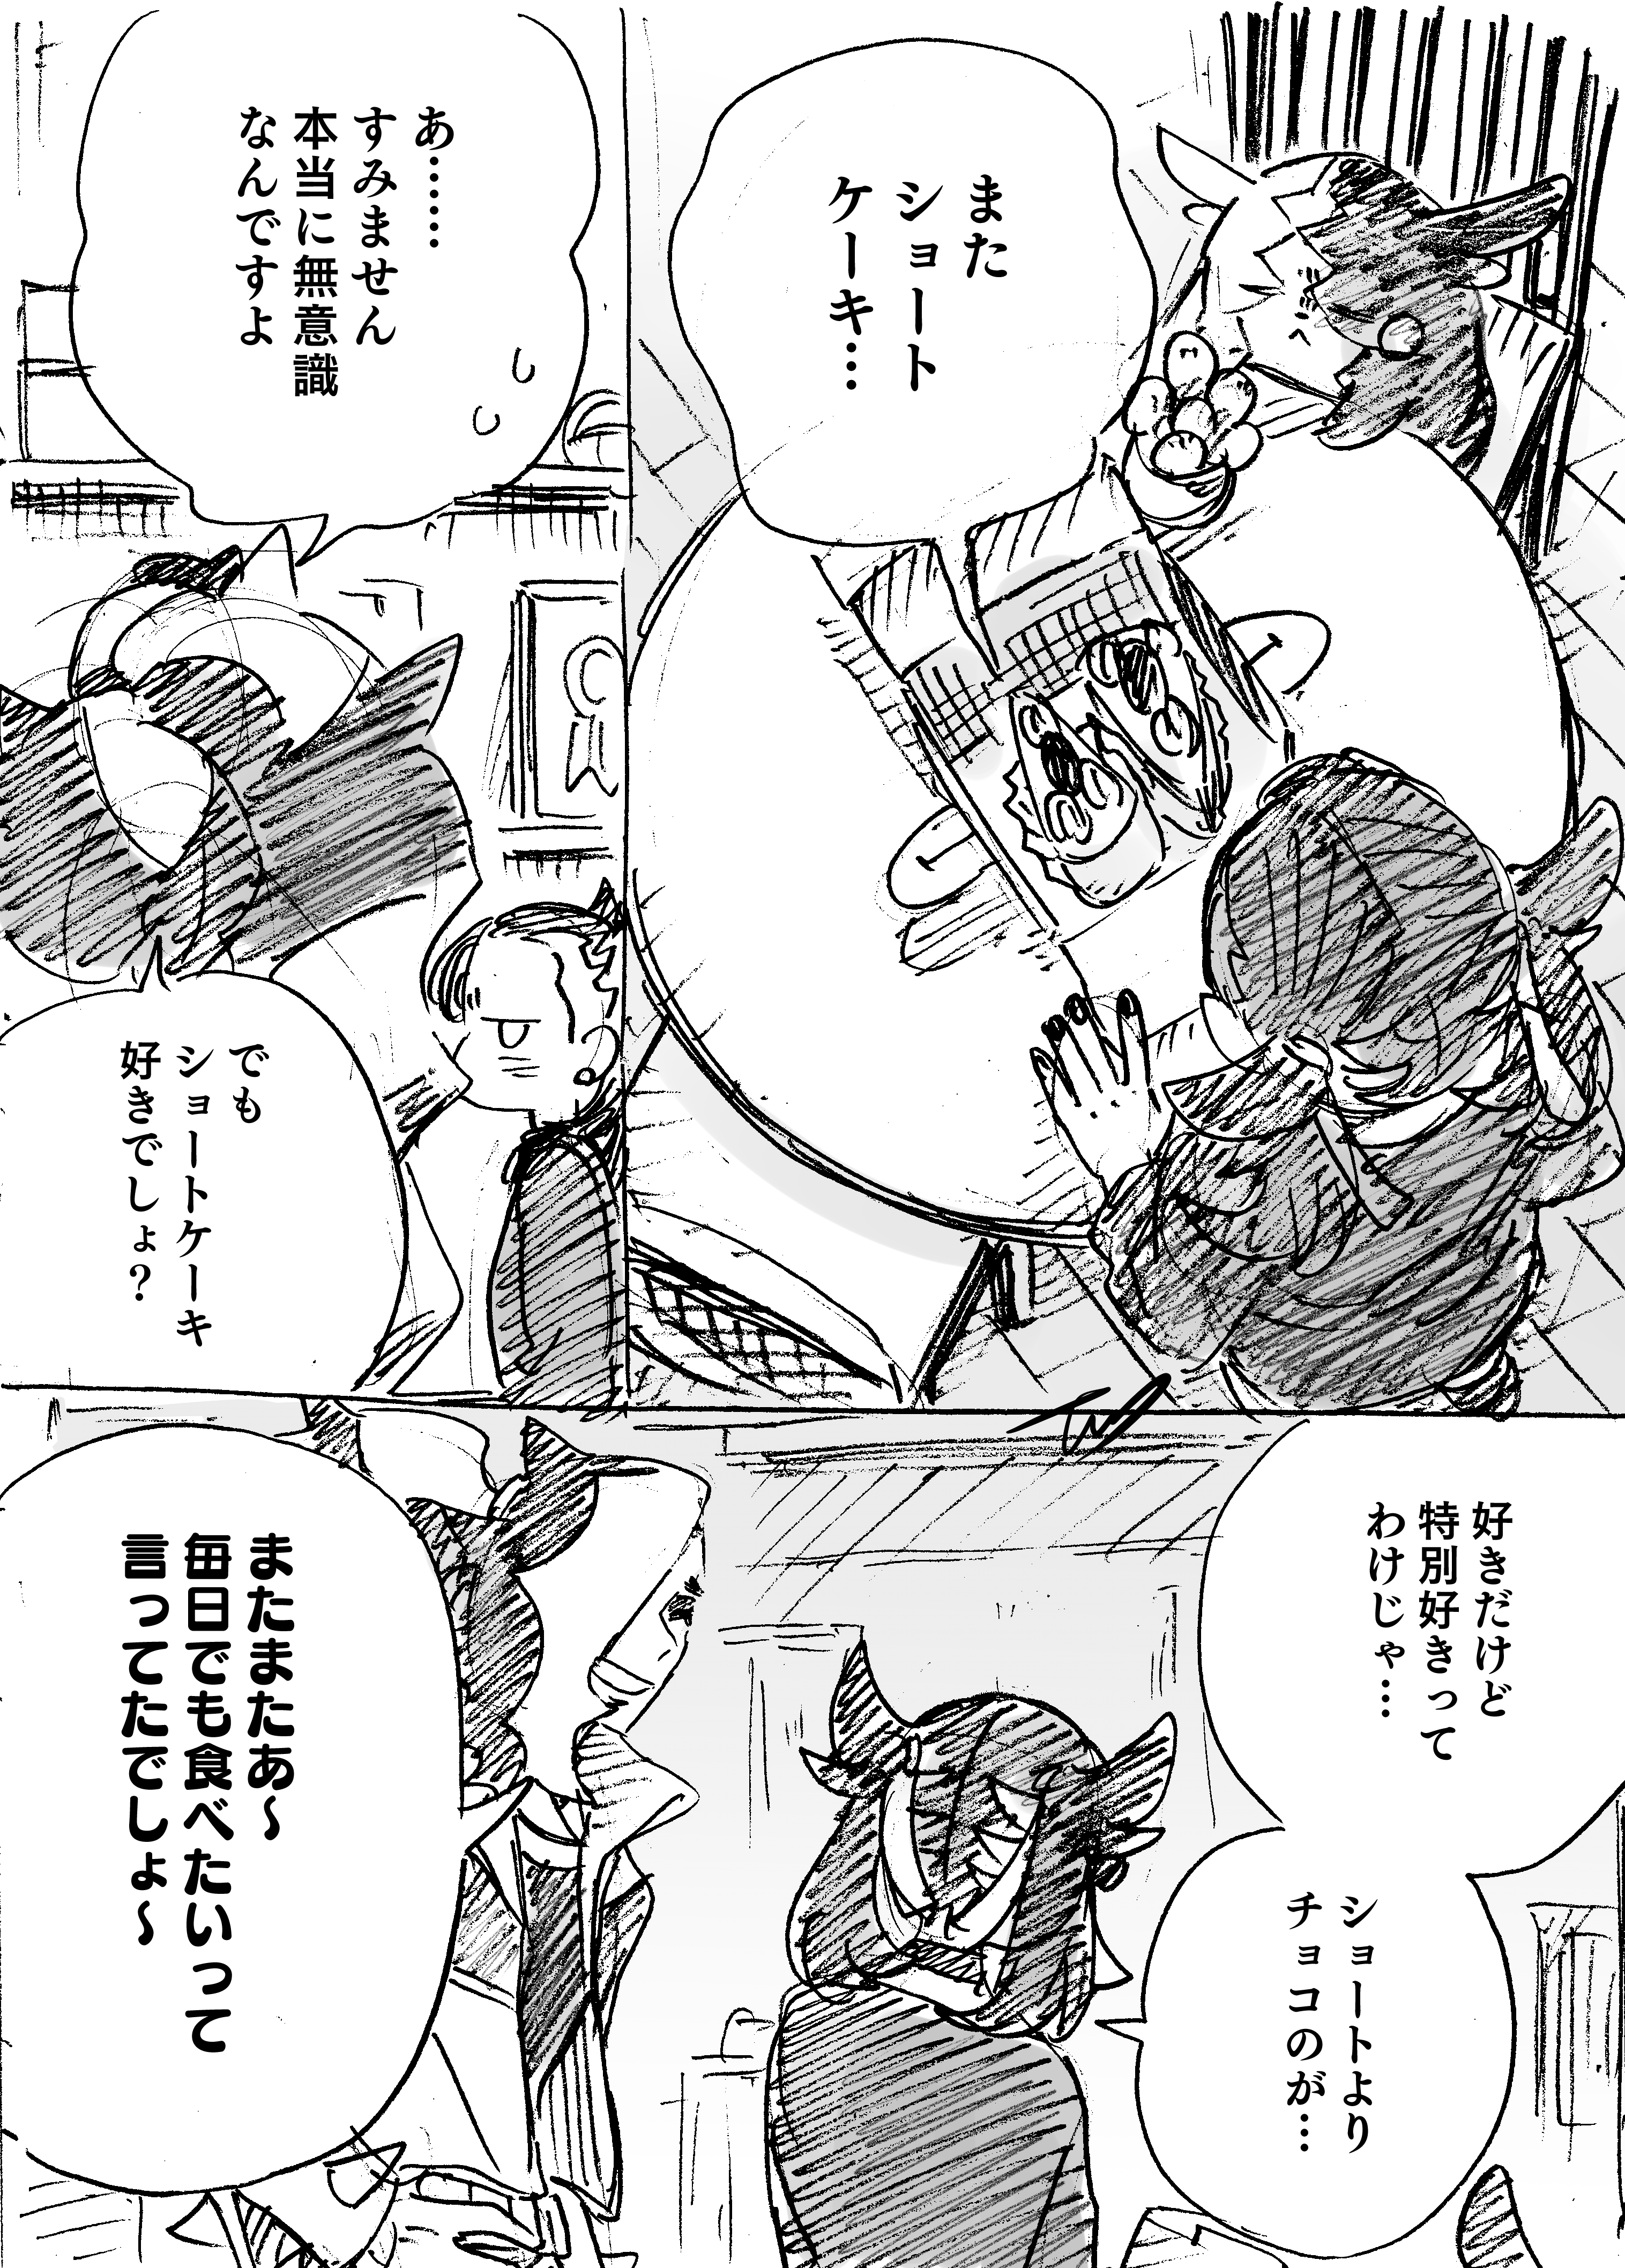 また
ショート
ケーキ…
あ……
すみません
本当に無意識
なんですよ
でも
ショートケーキ
好きでしょ?
好きだけど
特別好きって
わけじゃ…
ショートより
チョコのが…
またまたあ~
毎日でも食べたいって
言ってたでしょ~